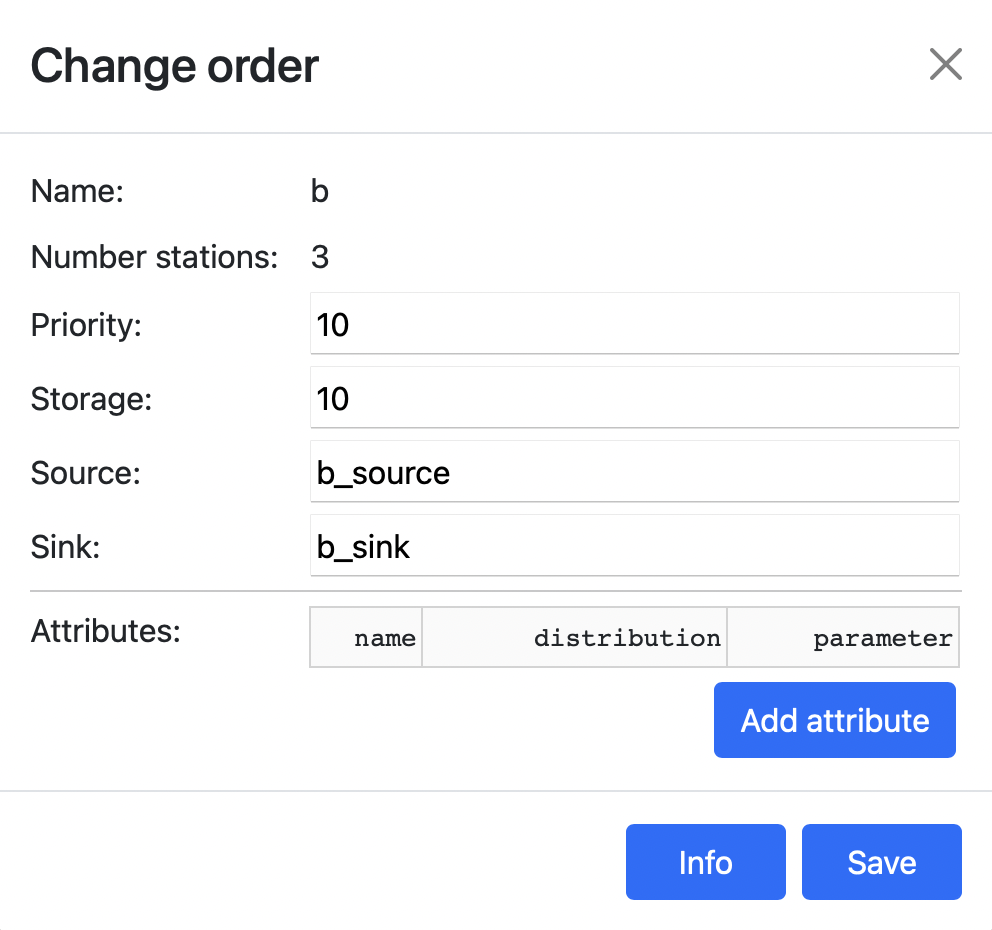 Change order
Name: b
Number stations: 3
Priority: 10
Storage: 10
Source: b_source
Sink: b_sink
Attributes: name distribution parameter
Add attribute
Info Save